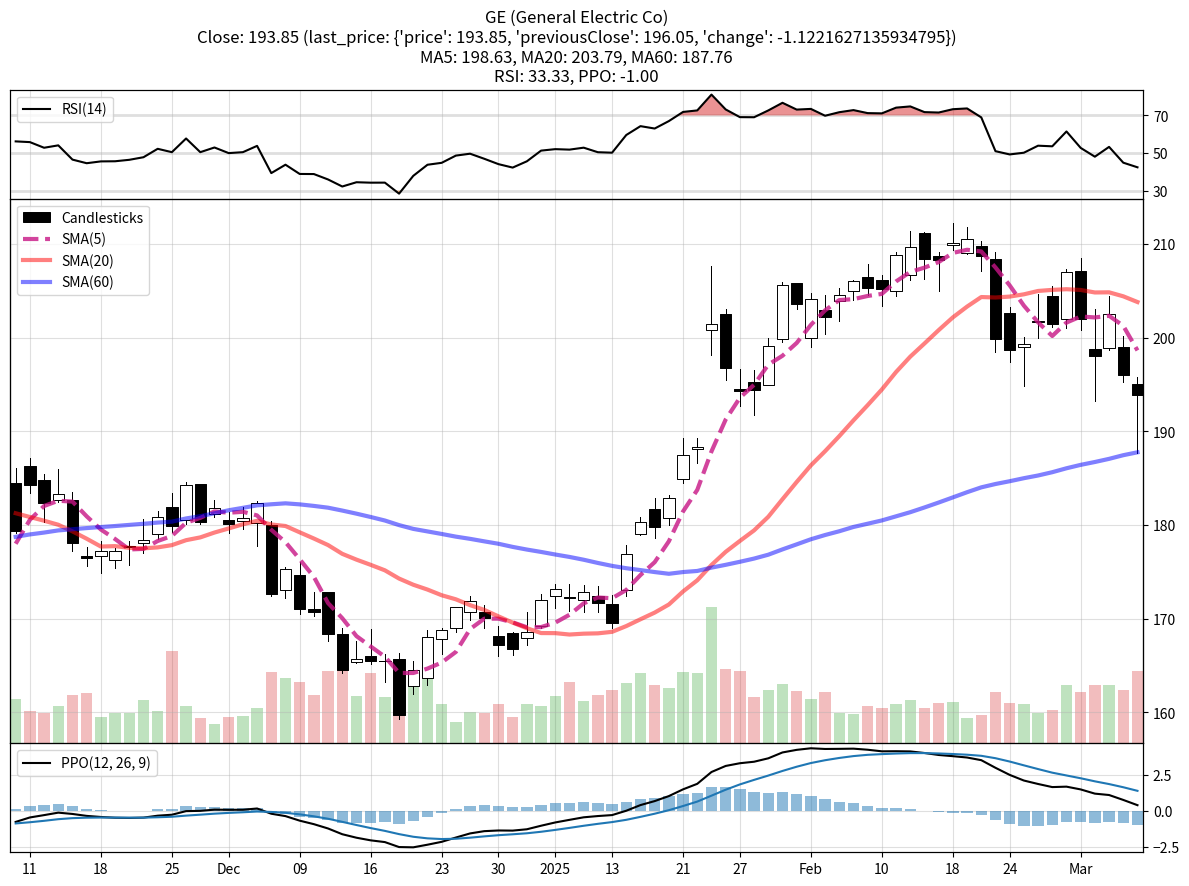 GE (General Electric Co)
Close: 193.85 (last_price: {'price': 193.85, 'previousClose': 196.05, 'change': -1.1221627135934795})
MA5: 198.63, MA20: 203.79, MA60: 187.76
RSI: 33.33, PPO: -1.00
RSI(14)
70
50
30
Candlesticks
SMA(5)
SMA(20)
SMA(60)
210
200
190
180
170
160
PPO(12, 26, 9)
2.5
0.0
−2.5
11 18 25 Dec 09 16 23 30 2025 13 21 27 Feb 10 18 24 Mar